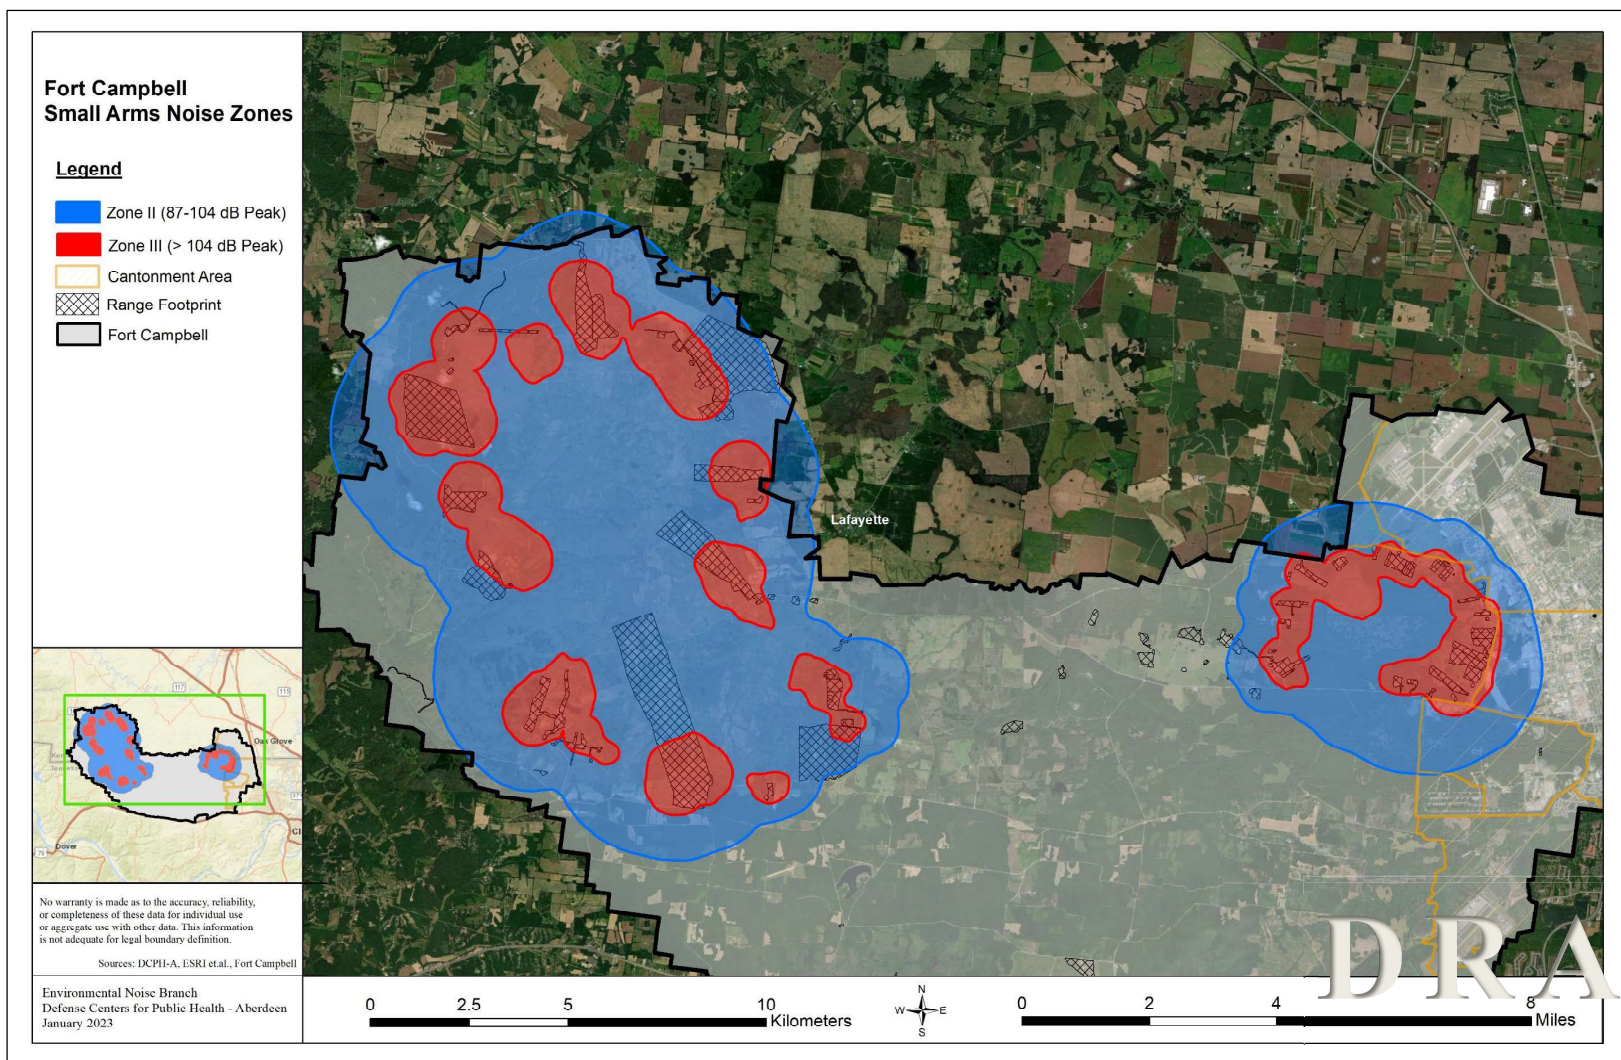 Fort Campbell
Small Arms Noise Zones
Legend
Zone II (87-104 dB Peak)
Zone III (> 104 dB Peak)
Cantonment Area
Range Footprint
Fort Campbell
Lafayette
117
115
Oak Grove
Dover
79
No warranty is made as to the accuracy, reliability,
or completeness of these data for individual use
or aggregate use with other data. This information
is not adequate for legal boundary definition.
Sources: DCPH-A, ESRI et.al., Fort Campbell
Environmental Noise Branch
Defense Centers for Public Health - Aberdeen
January 2023
0 2.5 5 10
Kilometers
N
W E
S
0 2 4 8
Miles
DRA